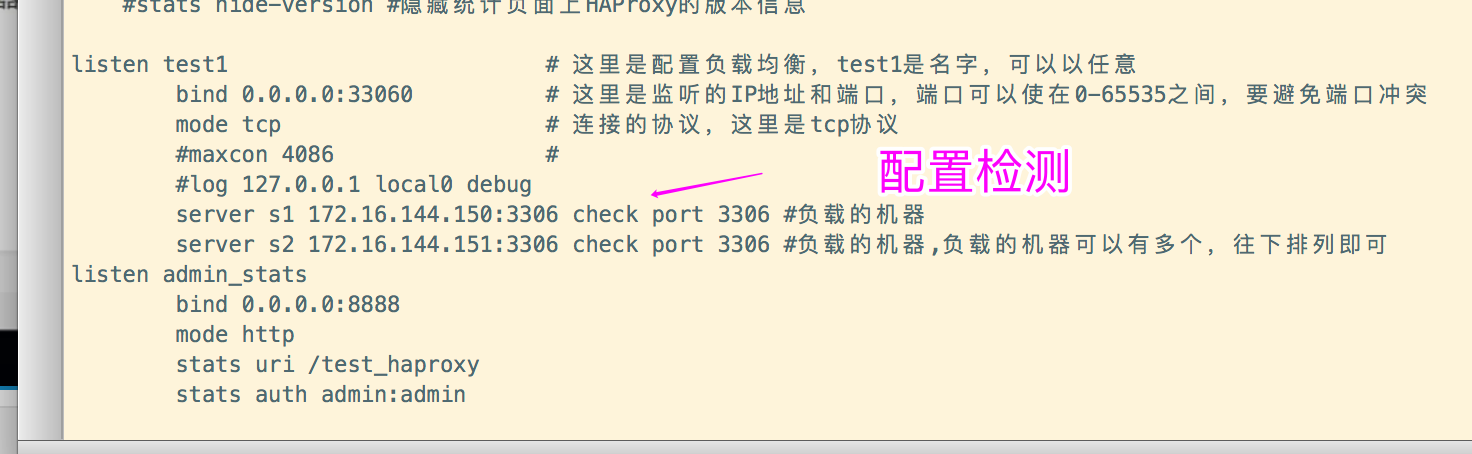 #stats hide-version #隐藏统计页面上HAProxy的版本信息
listen test1 # 这里是配置负载均衡，test1是名字，可以以任意
bind 0.0.0.0:33060 # 这里是监听的IP地址和端口，端口可以使在0-65535之间，要避免端口冲突
mode tcp # 连接的协议，这里是tcp协议
#maxcon 4086 #
配置检测
#log 127.0.0.1 local0 debug
server s1 172.16.144.150:3306 check port 3306 #负载的机器
server s2 172.16.144.151:3306 check port 3306 #负载的机器,负载的机器可以有多个，往下排列即可
listen admin_stats
bind 0.0.0.0:8888
mode http
stats uri /test_haproxy
stats auth admin:admin